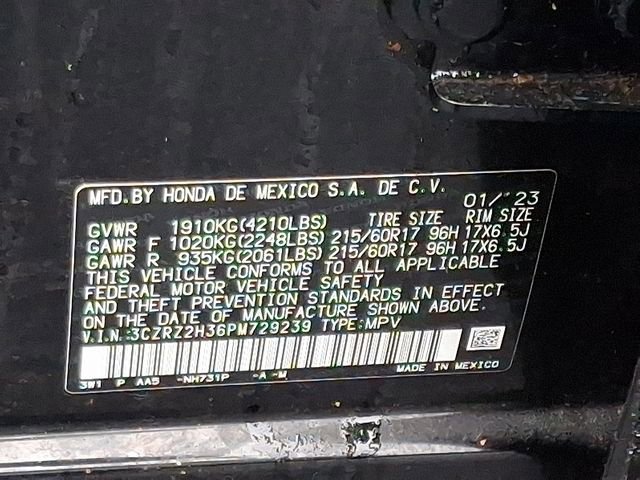 MFD.BY HONDA DE MEXICO S.A. DE C.V. 01/'23
GVWR 1910KG(4210LBS) TIRE SIZE RIM SIZE
GAWR F 1020KG(2248LBS) 215/60R17 96H 17X6.5J
GAWR R 935KG(2061LBS) 215/60R17 96H 17X6.5J
THIS VEHICLE CONFORMS TO ALL APPLICABLE
FEDERAL MOTOR VEHICLE SAFETY
AND THEFT PREVENTION STANDARDS IN EFFECT
ON THE DATE OF MANUFACTURE SHOWN ABOVE.
V.I.N.:3CZRZ2H36PM729239 TYPE:MPV
3W1 P AA5 -NH731P -A -M MADE IN MEXICO